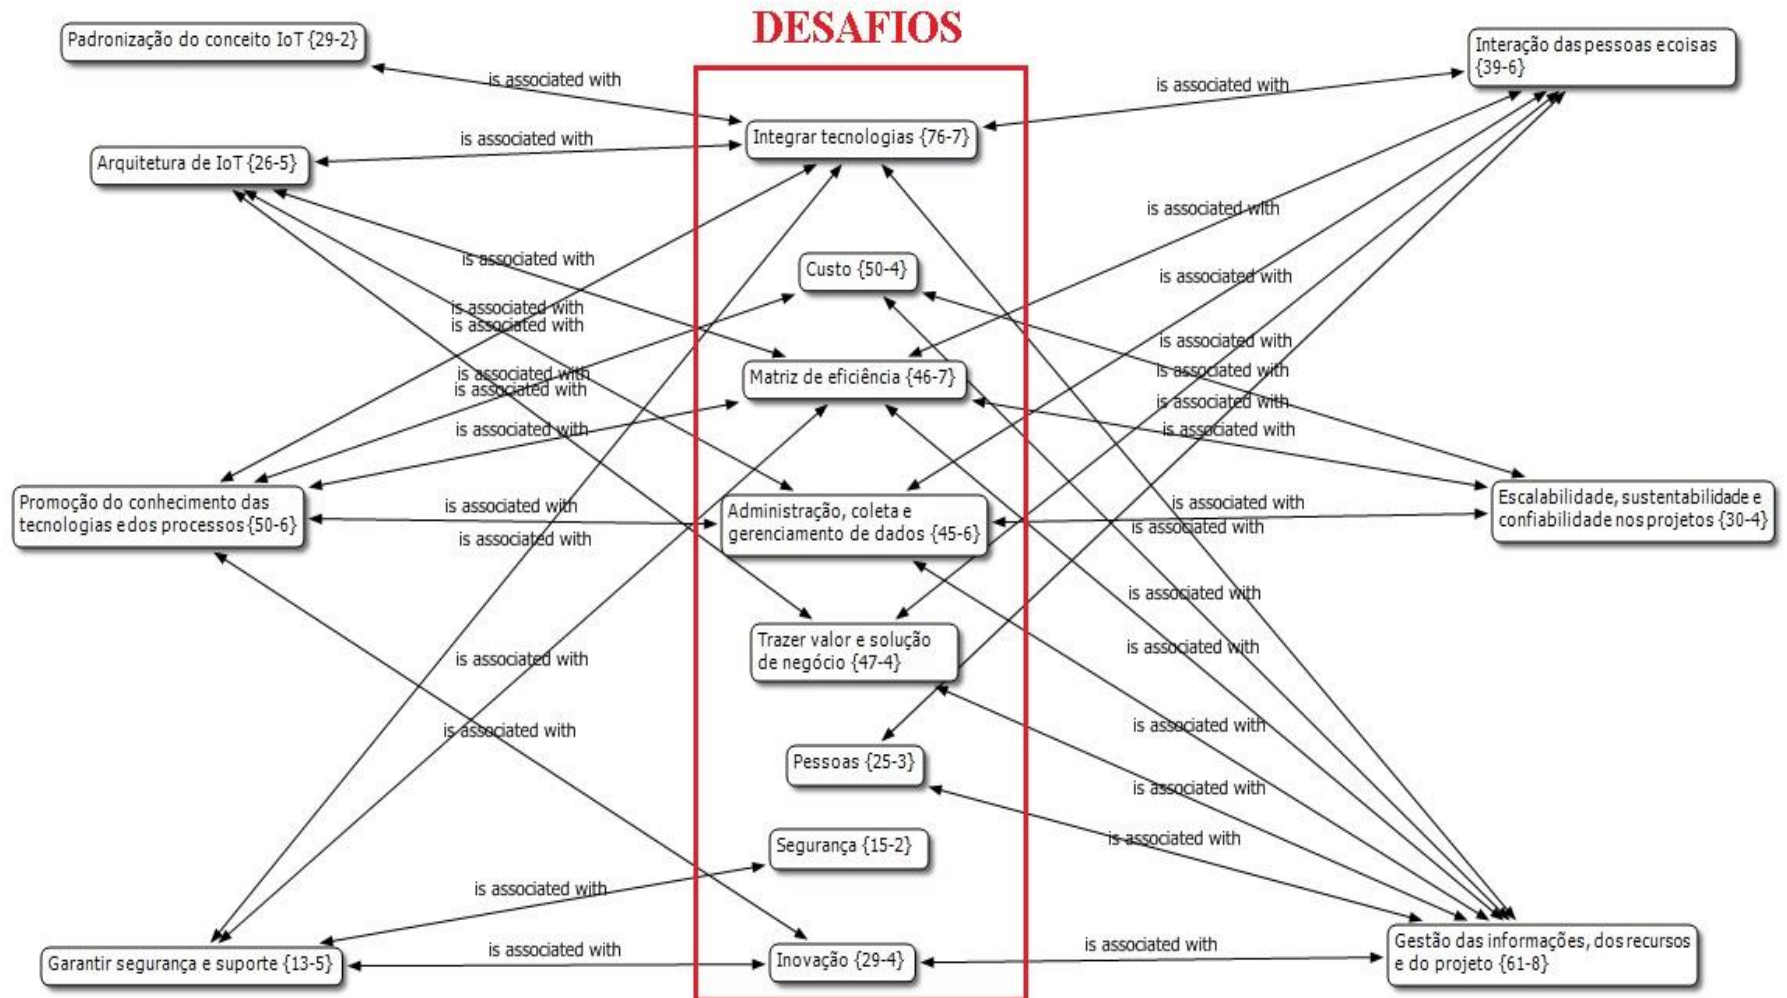 DESAFIOS
Padronização do conceito IoT {29-2}
Interação das pessoas e coisas
{39-6}
is associated with
is associated with
Integrar tecnologias {76-7}
is associated with
Arquitetura de IoT {26-5}
is associated with
is associated with
Custo {50-4}
is associated with
is associated with
is associated with
is associated with
is associated with
Matriz de eficiência {46-7}
is associated with
is associated with
is associated with
is associated with
is associated with
Promoção do conhecimento das
tecnologias e dos processos {50-6}
is associated with
Administração, coleta e
gerenciamento de dados {45-6}
is associated with
Escalabilidade, sustentabilidade e
confiabilidade nos projetos {30-4}
is associated with
is associated with
is associated with
Trazer valor e solução
de negócio {47-4}
is associated with
is associated with
is associated with
is associated with
Pessoas {25-3}
is associated with
is associated with
Segurança {15-2}
is associated with
Garantir segurança e suporte {13-5}
is associated with
Inovação {29-4}
is associated with
Gestão das informações, dos recursos
e do projeto {61-8}